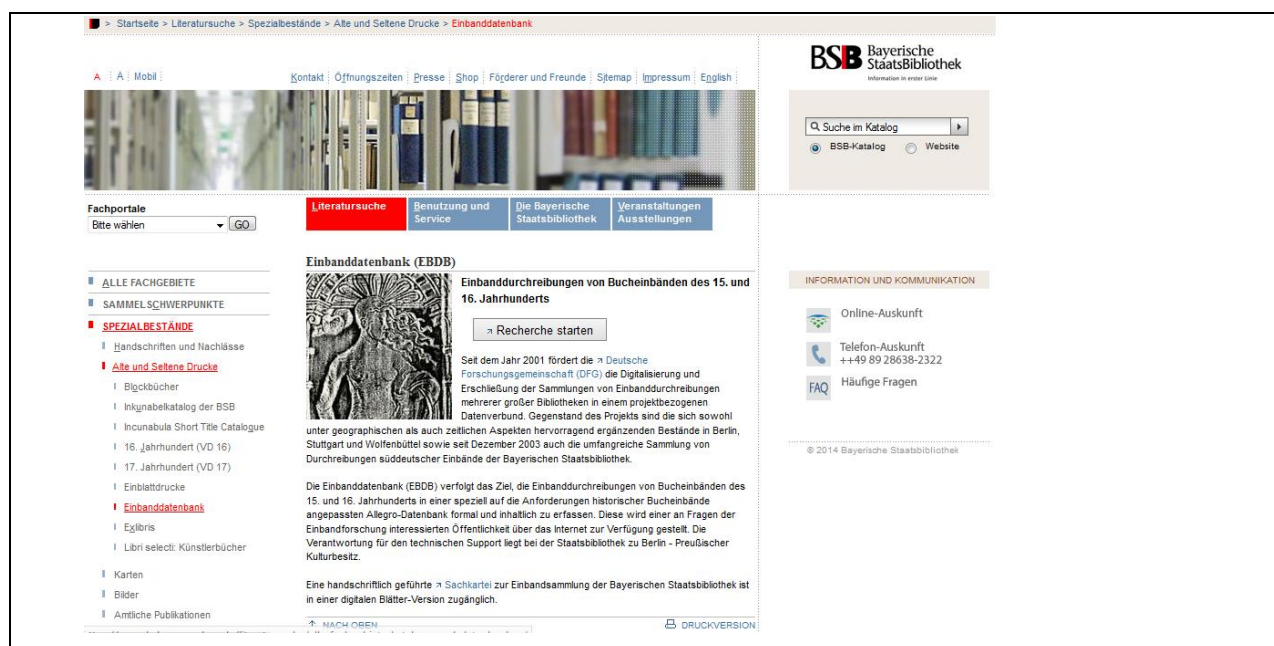 > Startseite > Literatursuche > Spezialbestände > Alte und Seltene Drucke > Einbanddatenbank
BSB Bayerische
StaatsBibliothek
Information in erster Linie
A A Mobil
Kontakt Öffnungszeiten Presse Shop Förderer und Freunde Sitemap Impressum English
Suche im Katalog
BSB-Katalog Website
Fachportale
Bitte wählen GO
Literatursuche
Benutzung und
Service
Die Bayerische
Staatsbibliothek
Veranstaltungen
Ausstellungen
ALLE FACHGEBIETE
SAMMELSCHWERPUNKTE
SPEZIALBESTÄNDE
Handschriften und Nachlässe
Alte und Seltene Drucke
Blockbücher
Inkunabelkatalog der BSB
Incunabula Short Title Catalogue
16. Jahrhundert (VD 16)
17. Jahrhundert (VD 17)
Einblattdrucke
Einbanddatenbank
Exlibris
Libri selecti: Künstlerbücher
Karten
Bilder
Amtliche Publikationen
Einbanddatenbank (EBDB)
Einbanddurchreibungen von Bucheinbänden des 15. und
16. Jahrhunderts
Recherche starten
Seit dem Jahr 2001 fördert die Deutsche
Forschungsgemeinschaft (DFG) die Digitalisierung und
Erschließung der Sammlungen von Einbanddurchreibungen
mehrerer großer Bibliotheken in einem projektbezogenen
Datenverbund. Gegenstand des Projekts sind die sich sowohl
unter geographischen als auch zeitlichen Aspekten hervorragend ergänzenden Bestände in Berlin,
Stuttgart und Wolfenbüttel sowie seit Dezember 2003 auch die umfangreiche Sammlung von
Durchreibungen süddeutscher Einbände der Bayerischen Staatsbibliothek.
Die Einbanddatenbank (EBDB) verfolgt das Ziel, die Einbanddurchreibungen von Bucheinbänden des
15. und 16. Jahrhunderts in einer speziell auf die Anforderungen historischer Bucheinbände
angepassten Allegro-Datenbank formal und inhaltlich zu erfassen. Diese wird einer an Fragen der
Einbandforschung interessierten Öffentlichkeit über das Internet zur Verfügung gestellt. Die
Verantwortung für den technischen Support liegt bei der Staatsbibliothek zu Berlin - Preußischer
Kulturbesitz.
Eine handschriftlich geführte Sachkartei zur Einbandsammlung der Bayerischen Staatsbibliothek ist
in einer digitalen Blätter-Version zugänglich.
NACH OBEN DRUCKVERSION
INFORMATION UND KOMMUNIKATION
Online-Auskunft
Telefon-Auskunft
++49 89 28638-2322
FAQ Häufige Fragen
© 2014 Bayerische Staatsbibliothek